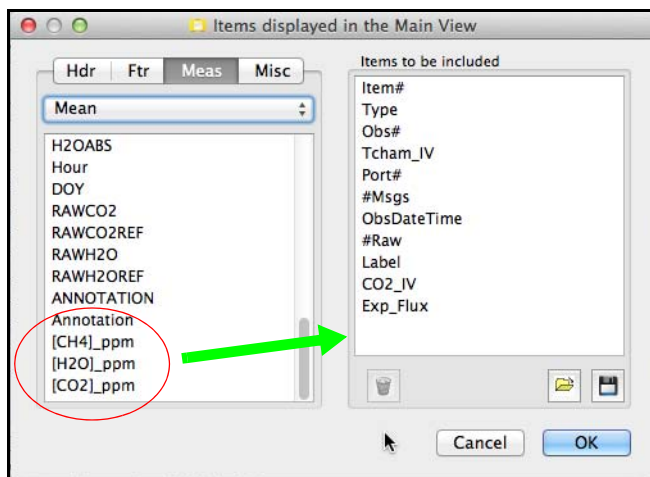 Items displayed in the Main View
Hdr Ftr Meas Misc
Mean
H2OABS
Hour
DOY
RAWCO2
RAWCO2REF
RAWH2O
RAWH2OREF
ANNOTATION
Annotation
[CH4]_ppm
[H2O]_ppm
[CO2]_ppm
Items to be included
Item#
Type
Obs#
Tcham_IV
Port#
#Msgs
ObsDateTime
#Raw
Label
CO2_IV
Exp_Flux
Cancel OK